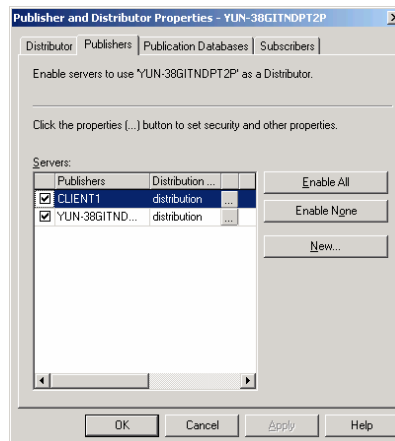 Publisher and Distributor Properties - YUN-38GITNDPT2P
Distributor Publishers Publication Databases Subscribers
Enable servers to use 'YUN-38GITNDPT2P' as a Distributor.
Click the properties (...) button to set security and other properties.
Servers:
Publishers Distribution ...
CLIENT1 distribution ...
YUN-38GITND... distribution ...
Enable All
Enable None
New...
OK Cancel Apply Help